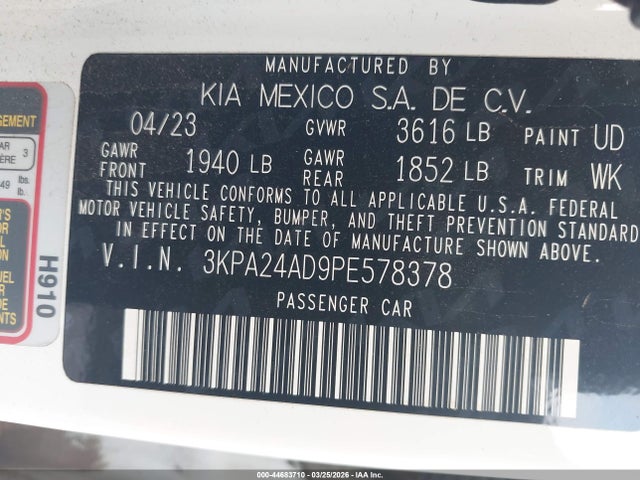 MANUFACTURED BY
KIA MEXICO S.A. DE C.V.
04/23 GVWR 3616 LB PAINT UD
GAWR FRONT 1940 LB GAWR REAR 1852 LB TRIM WK
THIS VEHICLE CONFORMS TO ALL APPLICABLE U.S.A. FEDERAL
MOTOR VEHICLE SAFETY, BUMPER, AND THEFT PREVENTION STANDARD
IN EFFECT ON THE DATE OF MANUFACTURE SHOWN ABOVE.
V.I.N. 3KPA24AD9PE578378
PASSENGER CAR
H910
3
lbs.
lb.
000-44683710 - 03/25/2026 - IAA Inc.